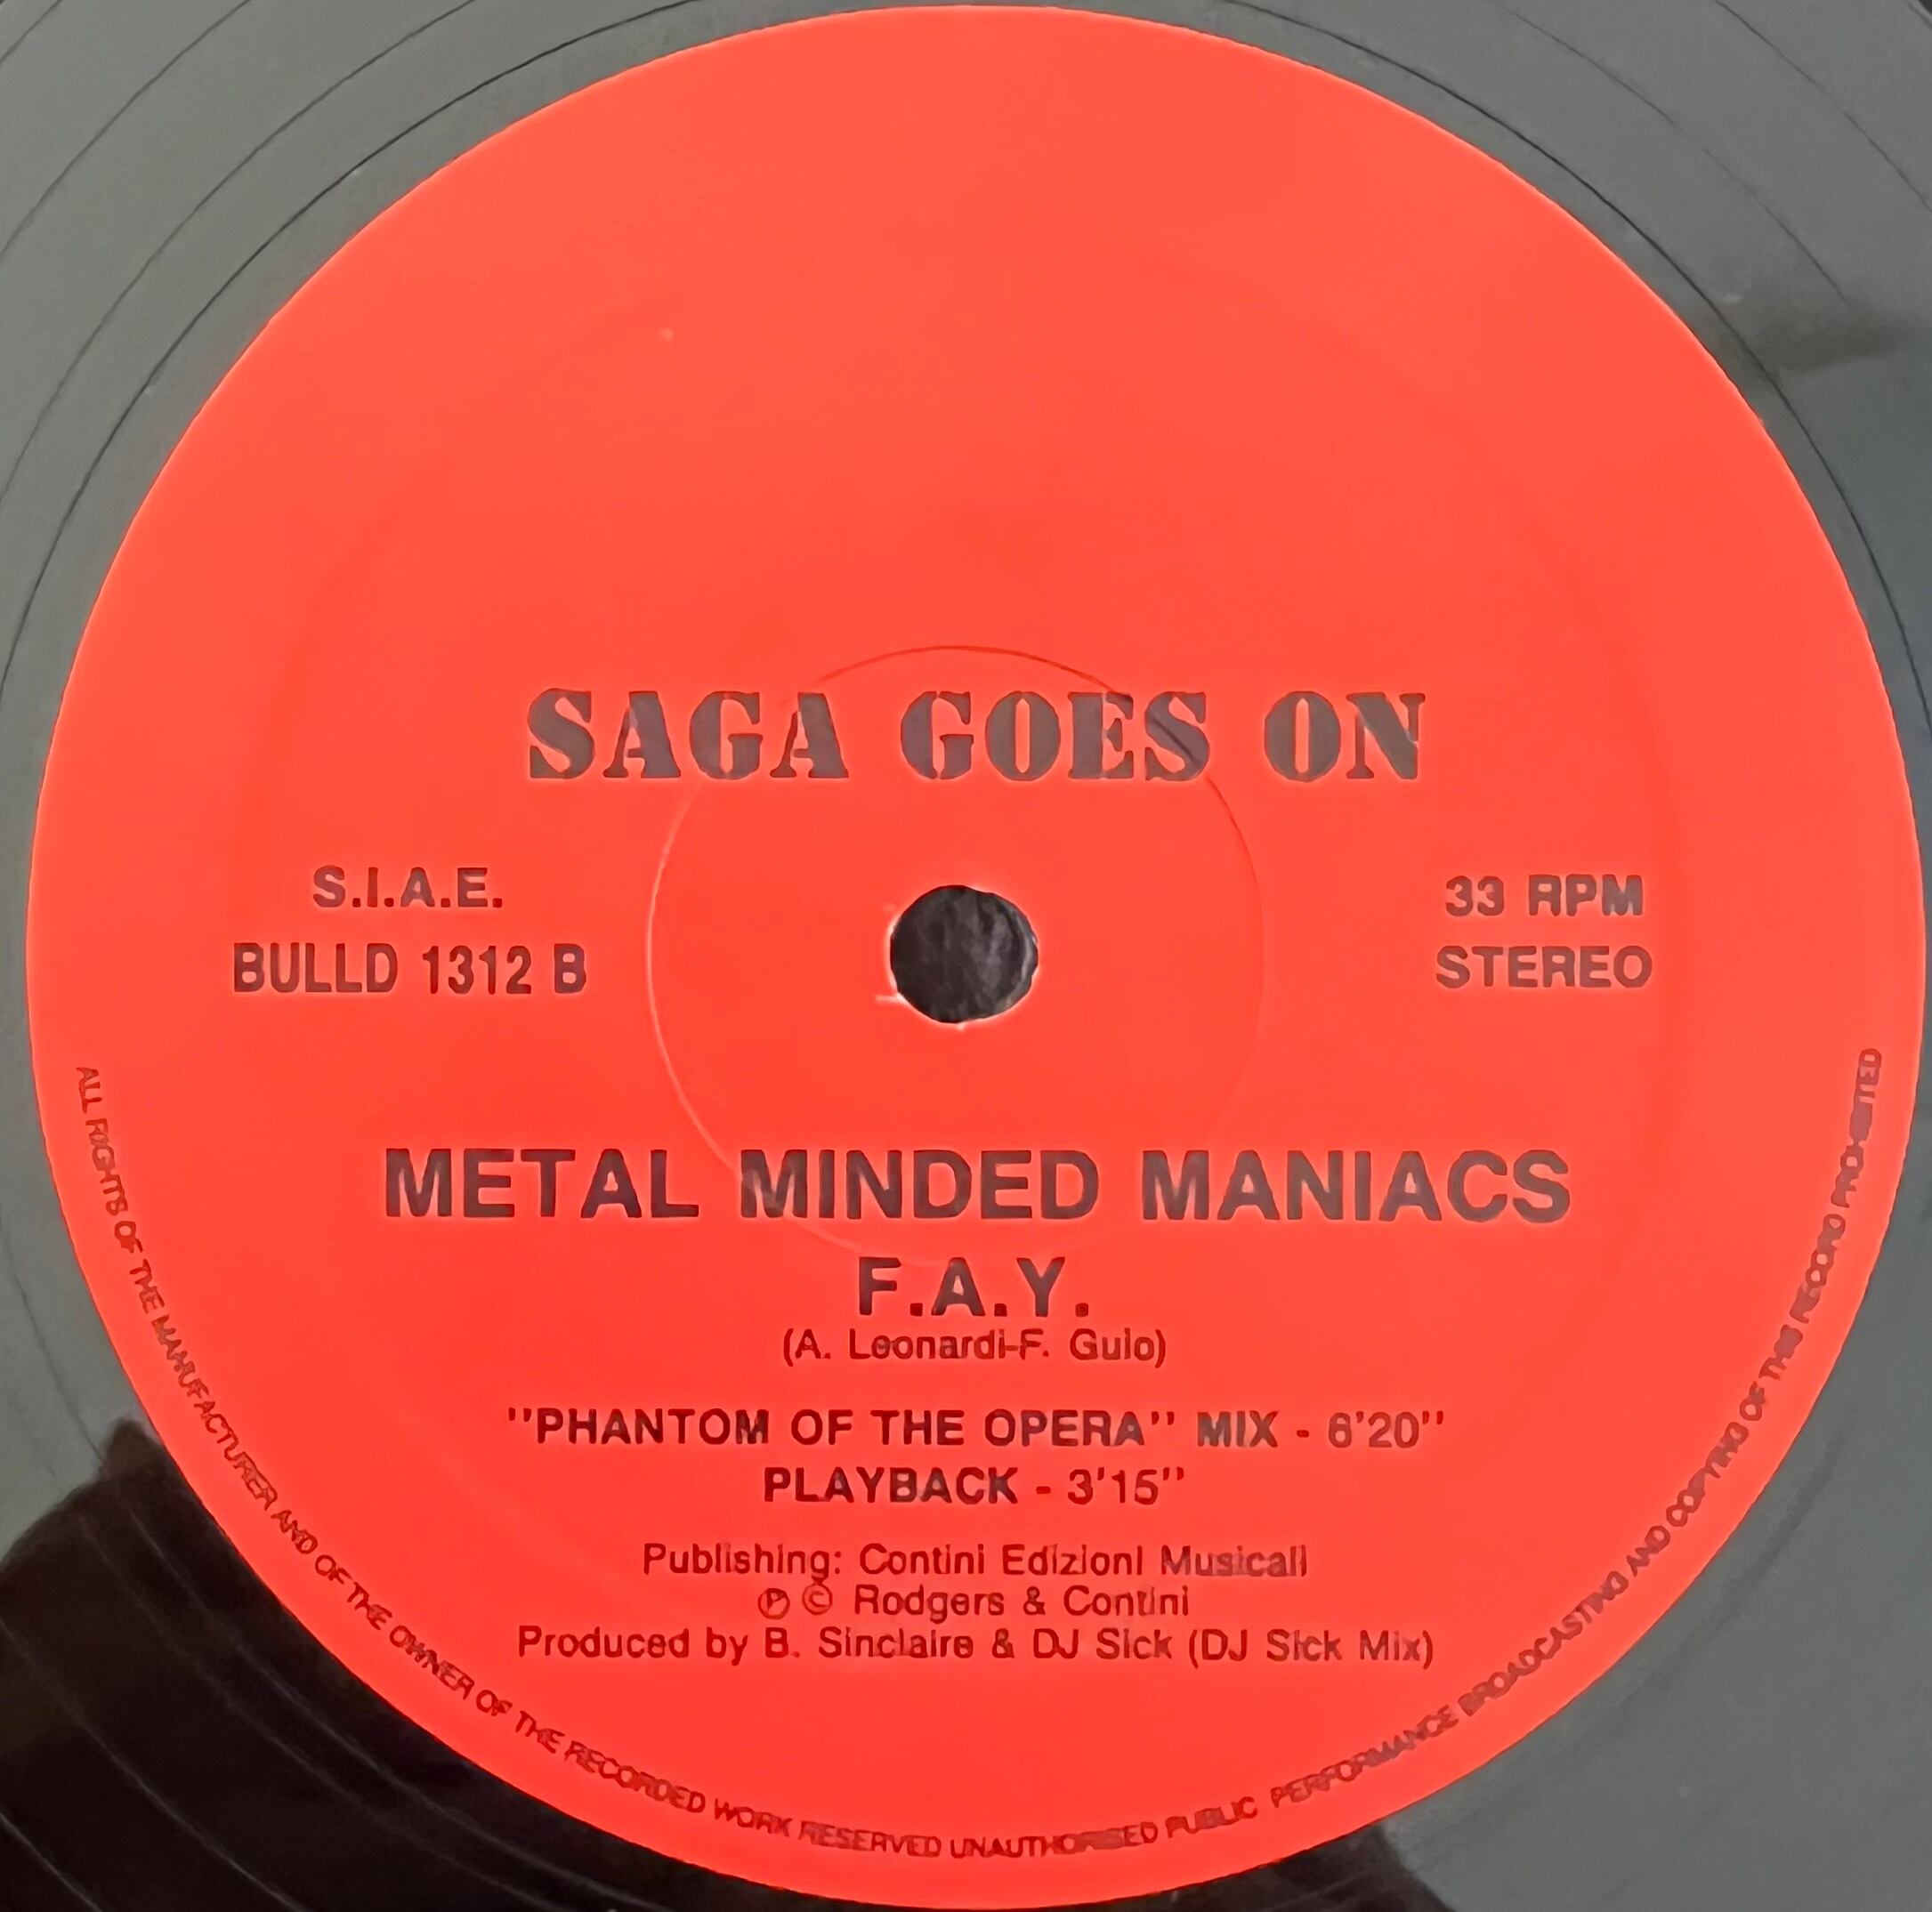 SAGA GOES ON
S.I.A.E.
BULLD 1312 B
33 RPM
STEREO
METAL MINDED MANIACS
F.A.Y.
(A. Leonardi-F. Gulo)
"PHANTOM OF THE OPERA" MIX - 6'20"
PLAYBACK - 3'15"
Publishing: Contini Edizioni Musicali
Ⓟ © Rodgers & Contini
Produced by B. Sinclaire & DJ Sick (DJ Sick Mix)
ALL RIGHTS OF THE MANUFACTURER AND OF THE OWNER OF THE RECORDED WORK RESERVED UNAUTHORISED PUBLIC PERFORMANCE BROADCASTING AND COPYING OF THIS RECORD PROHIBITED